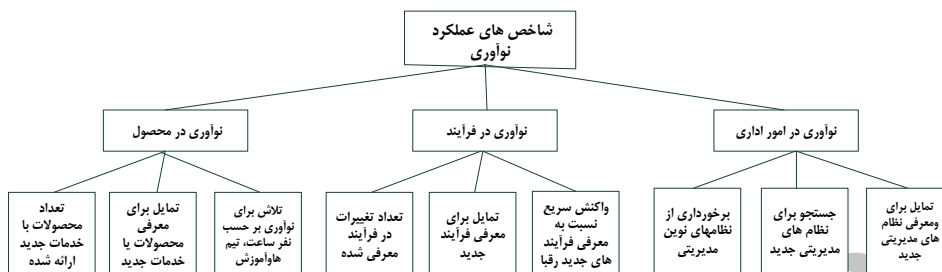 شاخص های عملکرد
نوآوری
نوآوری در امور اداری
نوآوری در فرآیند
نوآوری در محصول
تمایل برای
ومعرفی نظام
های مدیریتی
جدید
جستجو برای
نظام های
مدیریتی جدید
برخورداری از
نظامهای نوین
مدیریتی
واکنش سریع
نسبت به
معرفی فرآیند
های جدید رقبا
تمایل برای
معرفی فرآیند
جدید
تعداد تغییرات
در فرآیند
معرفی شده
تلاش برای
نوآوری بر حسب
نفر ساعت، تیم
هاوآموزش
تمایل برای
معرفی
محصولات یا
خدمات جدید
تعداد
محصولات با
خدمات جدید
ارائه شده